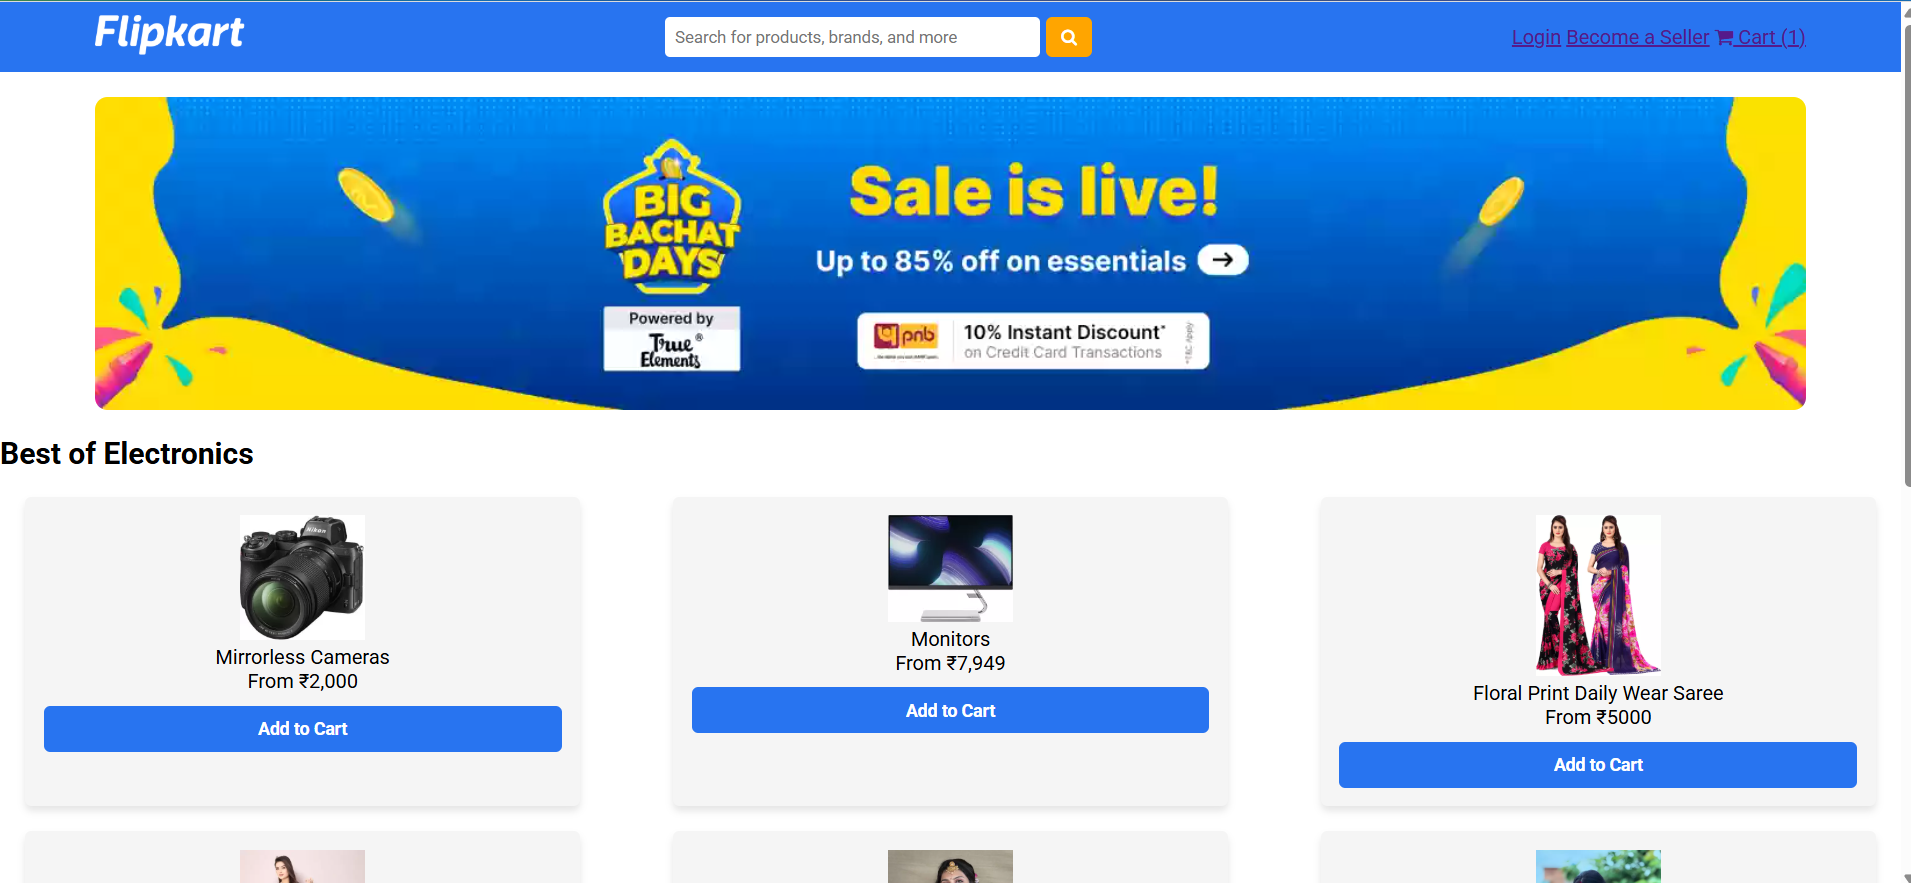 Flipkart
Search for products, brands, and more
Login Become a Seller Cart (1)
BIG
BACHAT
DAYS
Powered by
True®
Elements
Sale is live!
Up to 85% off on essentials
pnb
10% Instant Discount*
on Credit Card Transactions
*T&C Apply
Best of Electronics
Nikon
Mirrorless Cameras
From ₹2,000
Add to Cart
Monitors
From ₹7,949
Add to Cart
Floral Print Daily Wear Saree
From ₹5000
Add to Cart